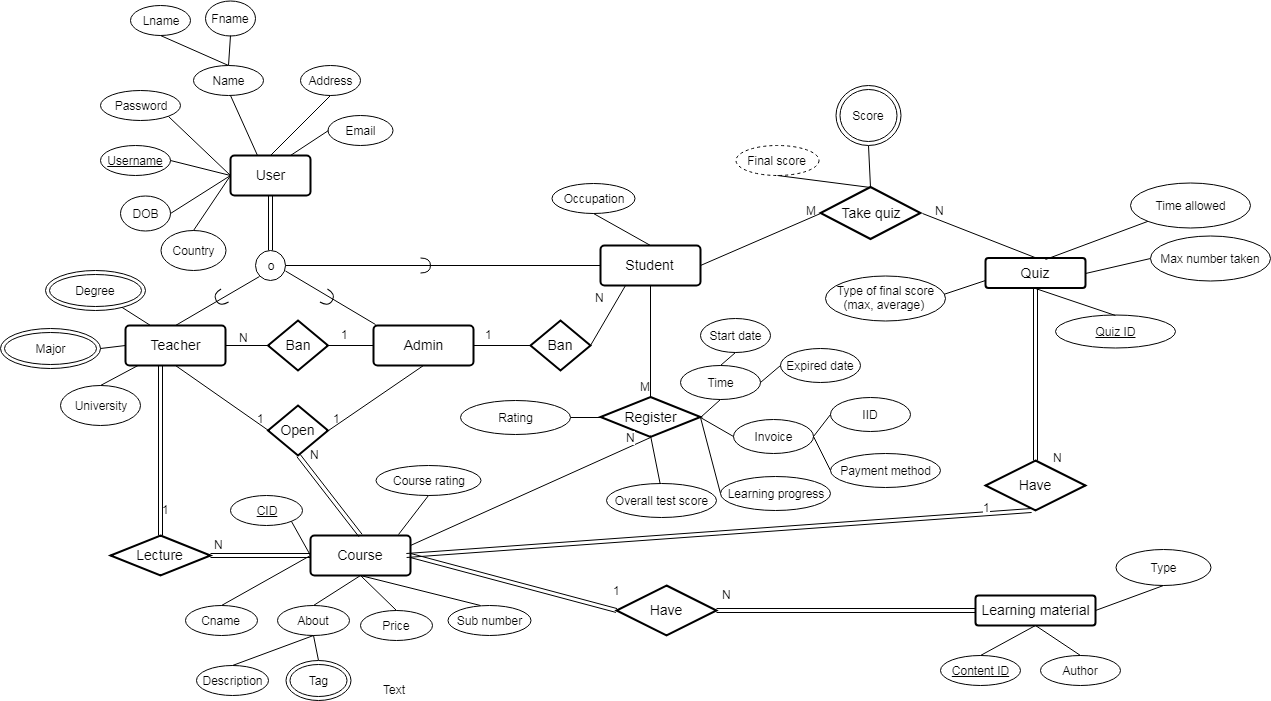 Lname
Fname
Name
Address
Password
Email
Username
User
DOB
Country
o
Score
Final score
Occupation
M
Take quiz
N
Time allowed
Student
Quiz
Max number taken
Type of final score
(max, average)
Quiz ID
Degree
Major
University
Teacher
N
Ban
1
Admin
1
Ban
N
Start date
Time
Expired date
M
Rating
Register
N
Invoice
IID
Payment method
Overall test score
Learning progress
1
Open
1
N
Course rating
CID
1
Lecture
N
Course
N
Have
1
Cname
About
Price
Sub number
Description
Tag
Text
1
Have
N
Learning material
Type
Content ID
Author